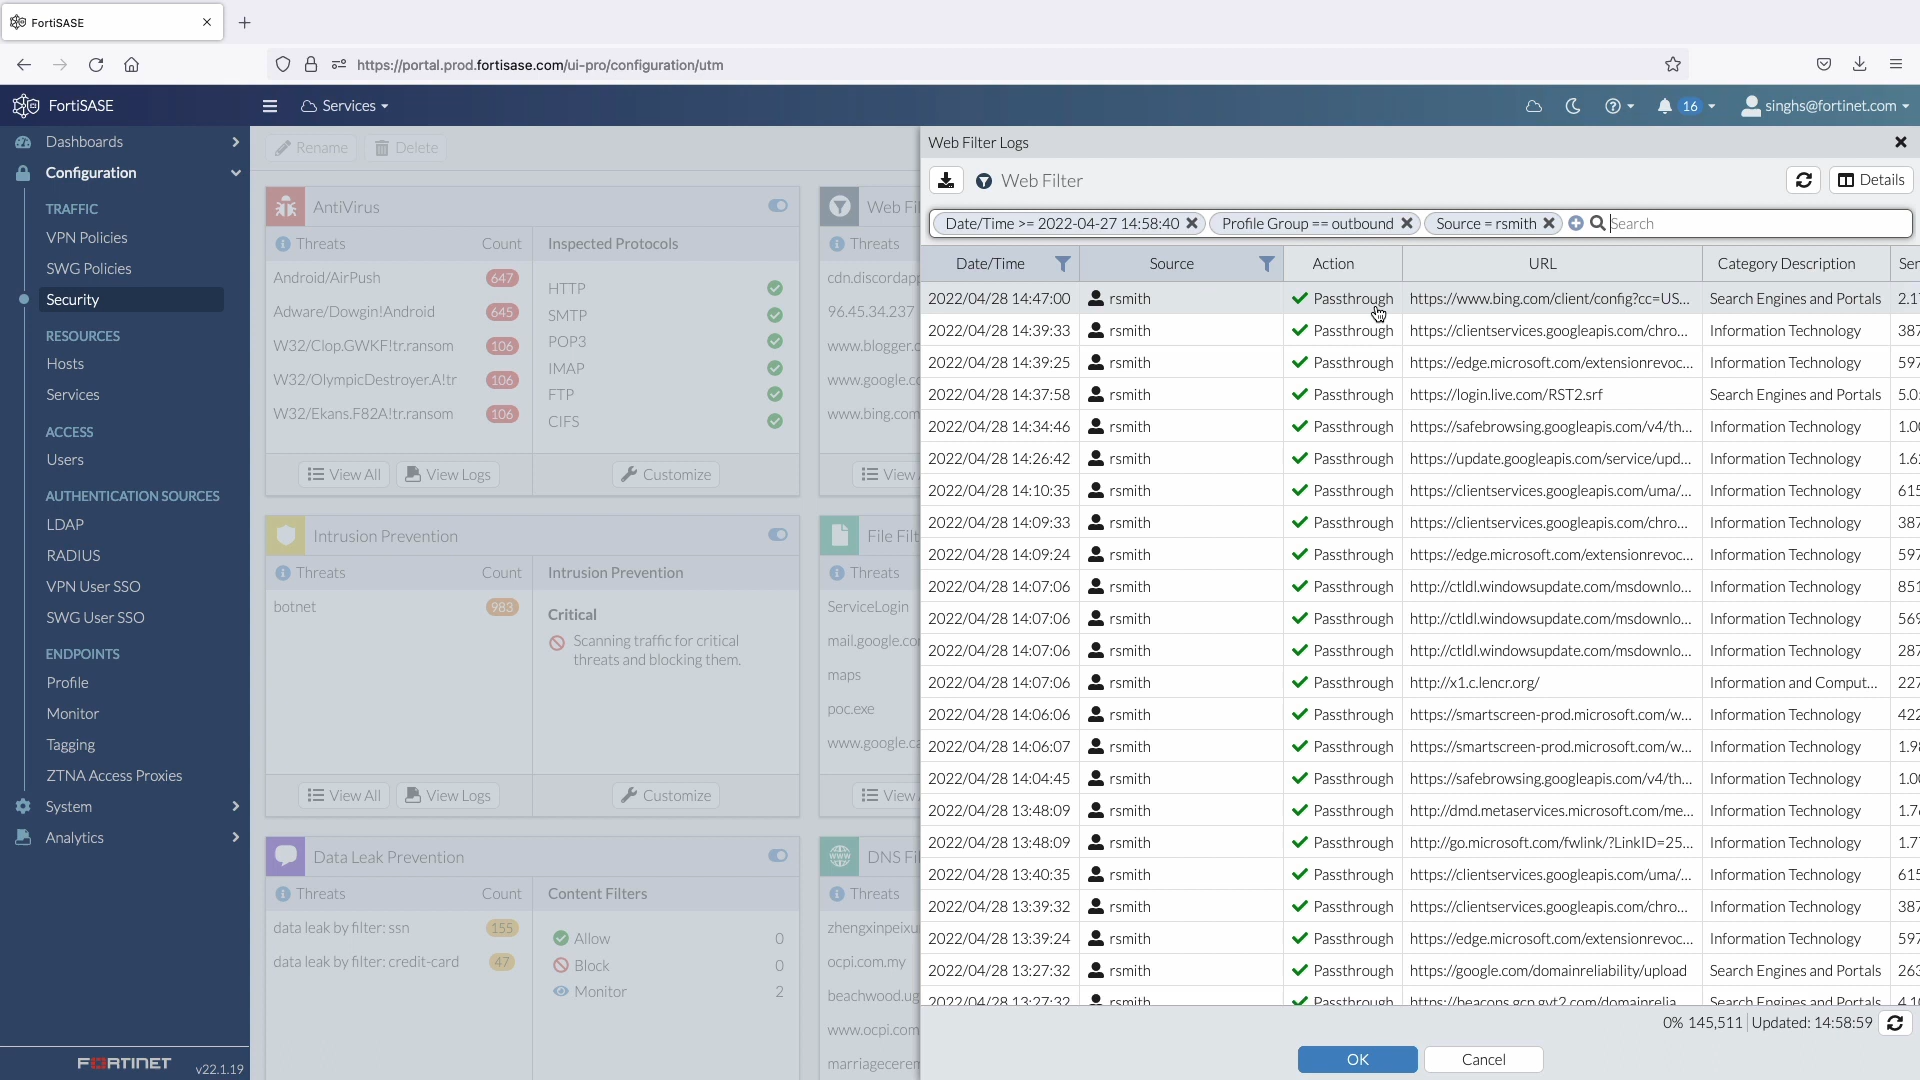 FortiSASE
https://portal.prod.fortisase.com/ui-pro/configuration/utm
FortiSASE
Services
16
singhs@fortinet.com
Dashboards
Configuration
TRAFFIC
VPN Policies
SWG Policies
Security
RESOURCES
Hosts
Services
ACCESS
Users
AUTHENTICATION SOURCES
LDAP
RADIUS
VPN User SSO
SWG User SSO
ENDPOINTS
Profile
Monitor
Tagging
ZTNA Access Proxies
System
Analytics
FORTINET v22.1.19
Rename Delete
AntiVirus
Threats Count Inspected Protocols
Android/AirPush 647
Adware/Dowgin!Android 645
W32/Clop.GWKF!tr.ransom 106
W32/OlympicDestroyer.A!tr 106
W32/Ekans.F82A!tr.ransom 106
HTTP
SMTP
POP3
IMAP
FTP
CIFS
View All View Logs Customize
Web Fil
Threats
cdn.discordapp
96.45.34.237
www.blogger.c
www.google.ca
www.bing.com
View
Intrusion Prevention
Threats Count Intrusion Prevention
botnet 983
Critical
Scanning traffic for critical
threats and blocking them.
View All View Logs Customize
File Filt
Threats
ServiceLogin
mail.google.co
maps
poc.exe
www.google.ca
View
Data Leak Prevention
Threats Count Content Filters
data leak by filter: ssn 155
data leak by filter: credit-card 47
Allow 0
Block 0
Monitor 2
DNS Fil
Threats
zhengxinpeixu
ocpi.com.my
beachwood.ug
www.ocpi.com
marriagecerem
Web Filter Logs
Web Filter
Details
Date/Time >= 2022-04-27 14:58:40 Profile Group == outbound Source = rsmith Search
Date/Time Source Action URL Category Description Ser
2022/04/28 14:47:00 rsmith Passthrough https://www.bing.com/client/config?cc=US... Search Engines and Portals 2.1
2022/04/28 14:39:33 rsmith Passthrough https://clientservices.googleapis.com/chro... Information Technology 387
2022/04/28 14:39:25 rsmith Passthrough https://edge.microsoft.com/extensionrevoc... Information Technology 597
2022/04/28 14:37:58 rsmith Passthrough https://login.live.com/RST2.srf Search Engines and Portals 5.0
2022/04/28 14:34:46 rsmith Passthrough https://safebrowsing.googleapis.com/v4/th... Information Technology 1.0
2022/04/28 14:26:42 rsmith Passthrough https://update.googleapis.com/service/upd... Information Technology 1.6
2022/04/28 14:10:35 rsmith Passthrough https://clientservices.googleapis.com/uma/... Information Technology 615
2022/04/28 14:09:33 rsmith Passthrough https://clientservices.googleapis.com/chro... Information Technology 387
2022/04/28 14:09:24 rsmith Passthrough https://edge.microsoft.com/extensionrevoc... Information Technology 597
2022/04/28 14:07:06 rsmith Passthrough http://ctldl.windowsupdate.com/msdownlo... Information Technology 851
2022/04/28 14:07:06 rsmith Passthrough http://ctldl.windowsupdate.com/msdownlo... Information Technology 569
2022/04/28 14:07:06 rsmith Passthrough http://ctldl.windowsupdate.com/msdownlo... Information Technology 287
2022/04/28 14:07:06 rsmith Passthrough http://x1.c.lencr.org/ Information and Comput... 227
2022/04/28 14:06:06 rsmith Passthrough https://smartscreen-prod.microsoft.com/w... Information Technology 422
2022/04/28 14:06:07 rsmith Passthrough https://smartscreen-prod.microsoft.com/w... Information Technology 1.9
2022/04/28 14:04:45 rsmith Passthrough https://safebrowsing.googleapis.com/v4/th... Information Technology 1.0
2022/04/28 13:48:09 rsmith Passthrough http://dmd.metaservices.microsoft.com/me... Information Technology 1.7
2022/04/28 13:48:09 rsmith Passthrough http://go.microsoft.com/fwlink/?LinkID=25... Information Technology 1.7
2022/04/28 13:40:35 rsmith Passthrough https://clientservices.googleapis.com/uma/... Information Technology 615
2022/04/28 13:39:32 rsmith Passthrough https://clientservices.googleapis.com/chro... Information Technology 387
2022/04/28 13:39:24 rsmith Passthrough https://edge.microsoft.com/extensionrevoc... Information Technology 597
2022/04/28 13:27:32 rsmith Passthrough https://google.com/domainreliability/upload Search Engines and Portals 263
2022/04/28 13:27:32 rsmith Passthrough https://beacons.gcp.gvt2.com/domainrelia... Search Engines and Portals 4.1
0% 145,511 Updated: 14:58:59
OK Cancel